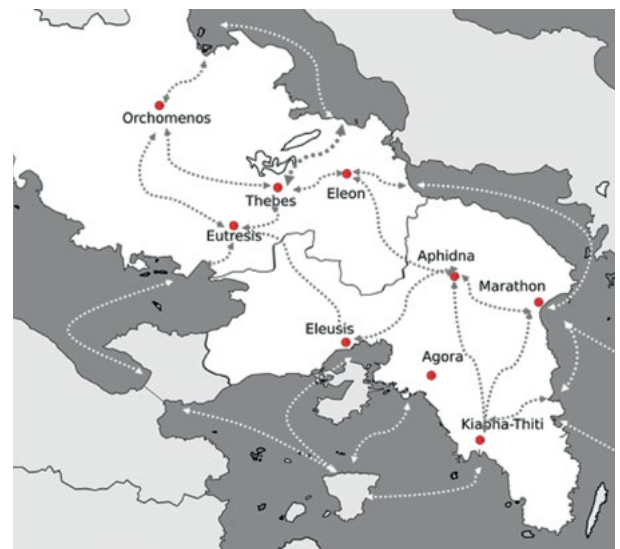 Orchomenos
Thebes
Eleon
Eutresis
Aphidna
Marathon
Eleusis
Agora
Kiapha-Thiti